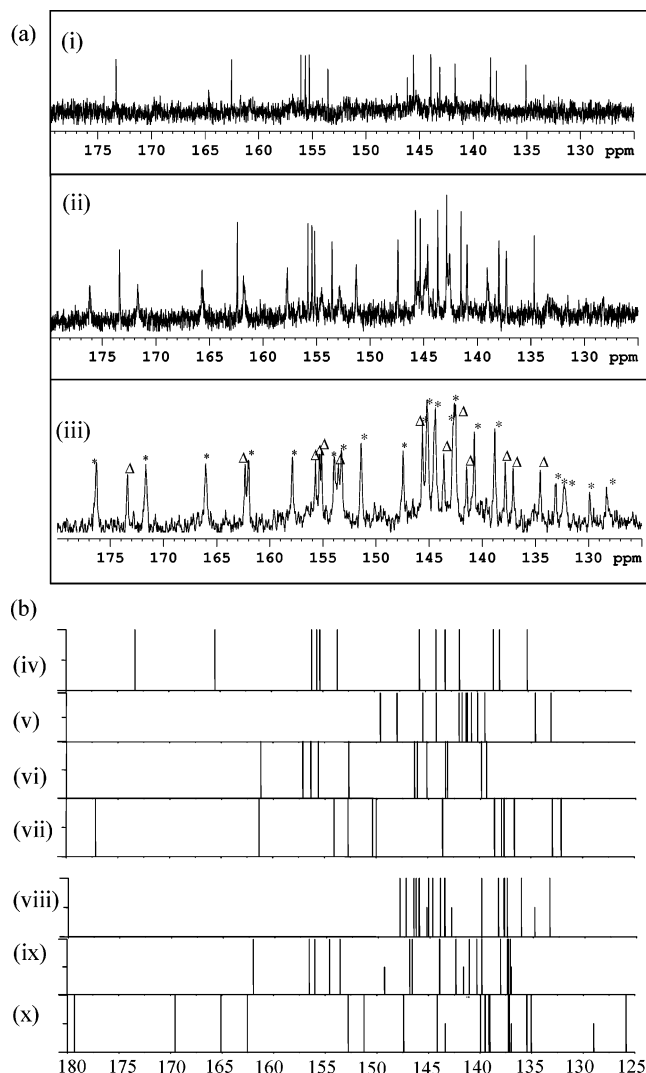 (a)
(i)
175 170 165 160 155 150 145 140 135 130 ppm
(ii)
175 170 165 160 155 150 145 140 135 130 ppm
(iii)
* Δ * * Δ * * Δ Δ * Δ * * * Δ * * Δ * * Δ Δ * * Δ Δ Δ * * * * *
175 170 165 160 155 150 145 140 135 130 ppm
(b)
(iv)
(v)
(vi)
(vii)
(viii)
(ix)
(x)
180 175 170 165 160 155 150 145 140 135 130 125